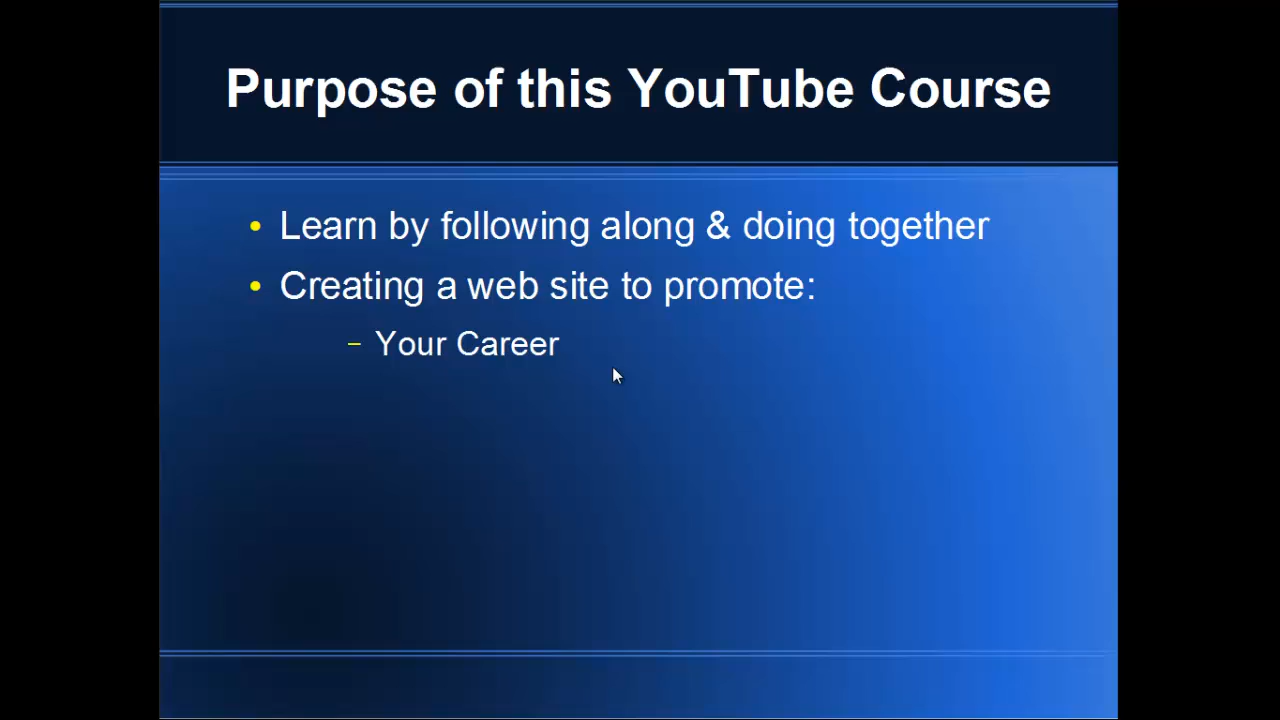 Purpose of this YouTube Course
• Learn by following along & doing together
• Creating a web site to promote:
– Your Career